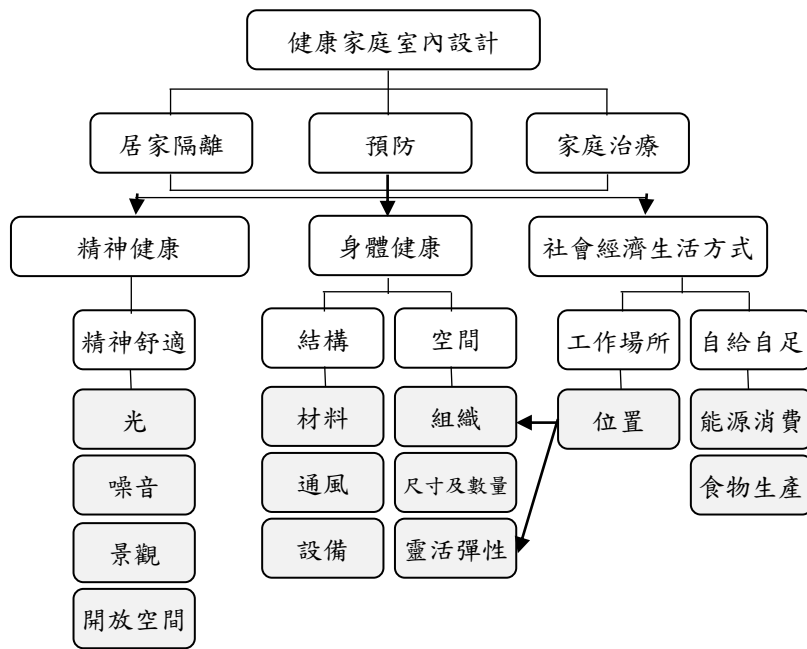 健康家庭室內設計
居家隔離
預防
家庭治療
精神健康
身體健康
社會經濟生活方式
精神舒適
結構
空間
工作場所
自給自足
光
材料
組織
位置
能源消費
噪音
通風
尺寸及數量
食物生產
景觀
設備
靈活彈性
開放空間